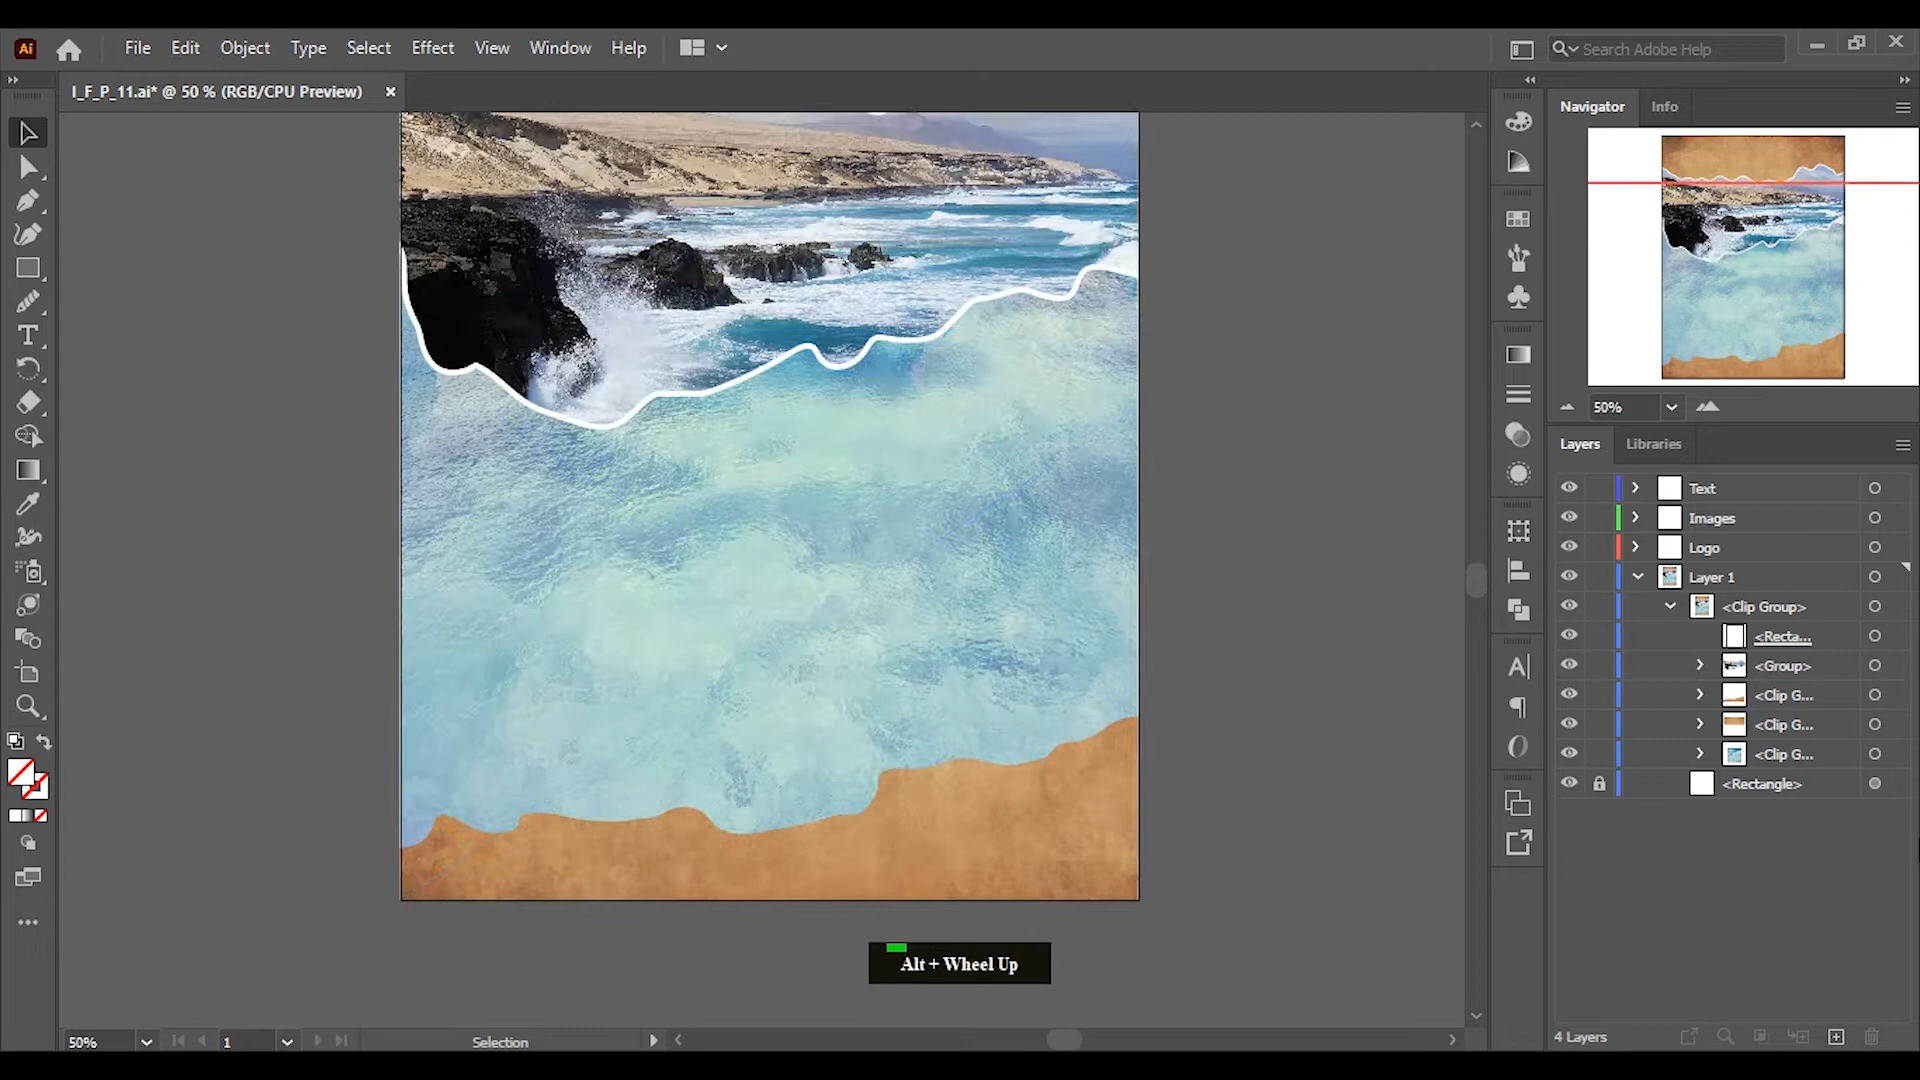 Ai File Edit Object Type Select Effect View Window Help Search Adobe Help
I_F_P_11.ai* @ 50 % (RGB/CPU Preview) ×
Navigator Info
50%
Layers Libraries
Text
Images
Logo
Layer 1
<Clip Group>
<Recta...
<Group>
<Clip G...
<Clip G...
<Clip G...
<Rectangle>
Alt + Wheel Up
50% 1 Selection
4 Layers